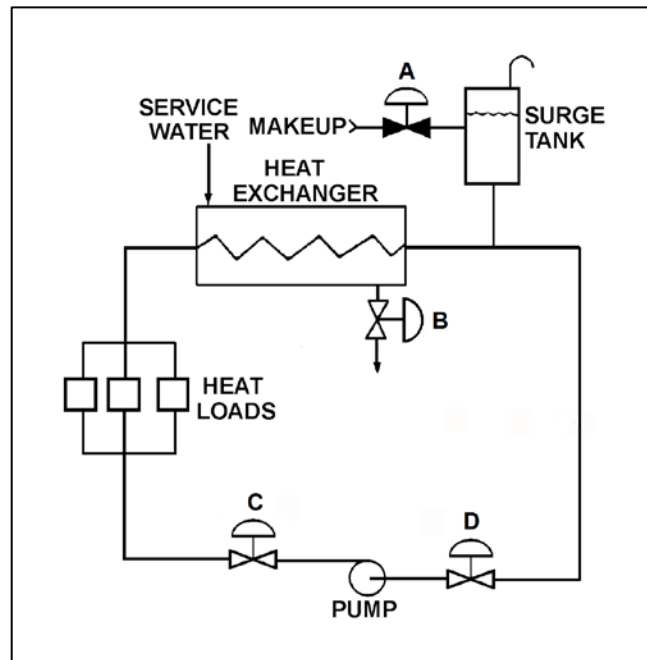 A
SERVICE
WATER
MAKEUP
SURGE
TANK
HEAT
EXCHANGER
B
HEAT
LOADS
C
D
PUMP